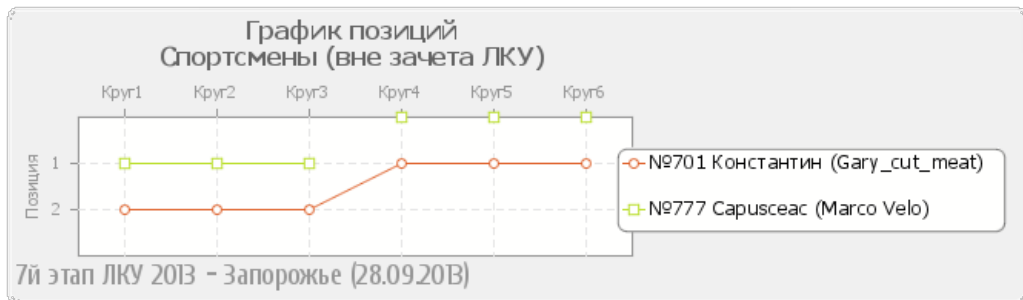 График позиций
Спортсмены (вне зачета ЛКУ)
Круг1 Круг2 Круг3 Круг4 Круг5 Круг6
Позиция
1
2
№701 Константин (Gary_cut_meat)
№777 Capusceac (Marco Velo)
7й этап ЛКУ 2013 - Запорожье (28.09.2013)